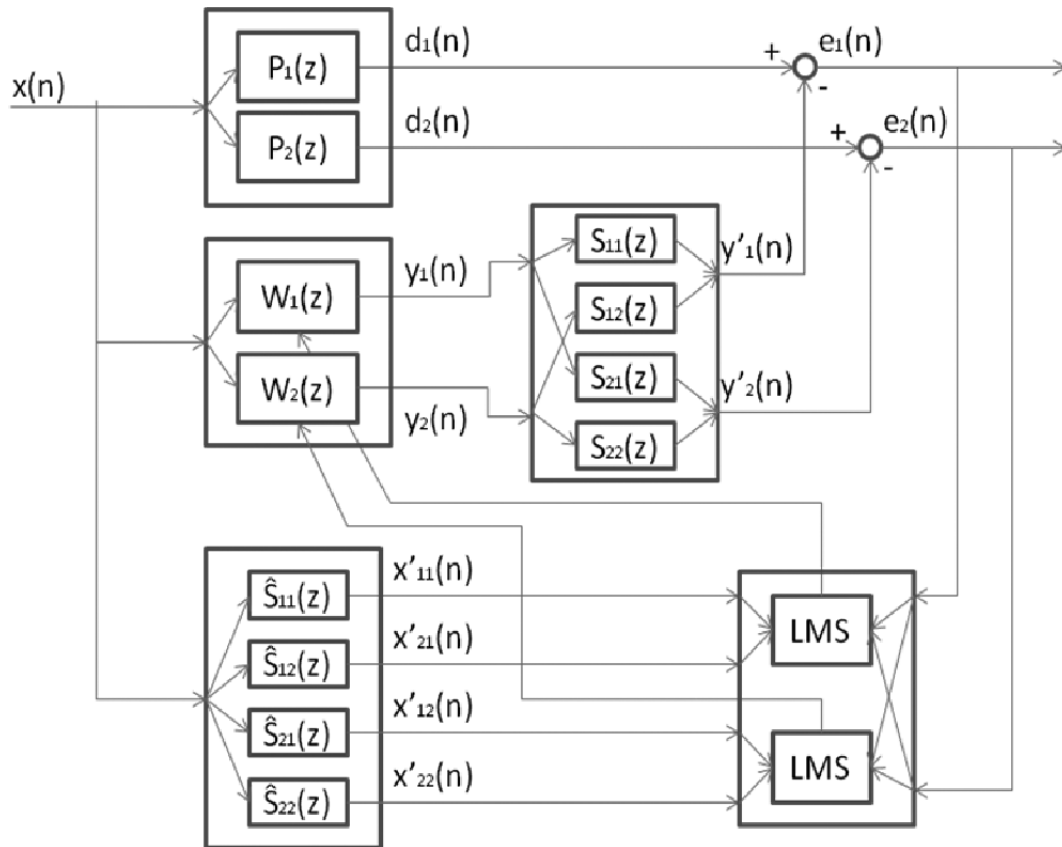 x(n)
P₁(z)
P₂(z)
d₁(n)
d₂(n)
+
-
e₁(n)
+
-
e₂(n)
W₁(z)
W₂(z)
y₁(n)
y₂(n)
S₁₁(z)
S₁₂(z)
S₂₁(z)
S₂₂(z)
y'₁(n)
y'₂(n)
Ŝ₁₁(z)
Ŝ₁₂(z)
Ŝ₂₁(z)
Ŝ₂₂(z)
x'₁₁(n)
x'₂₁(n)
x'₁₂(n)
x'₂₂(n)
LMS
LMS